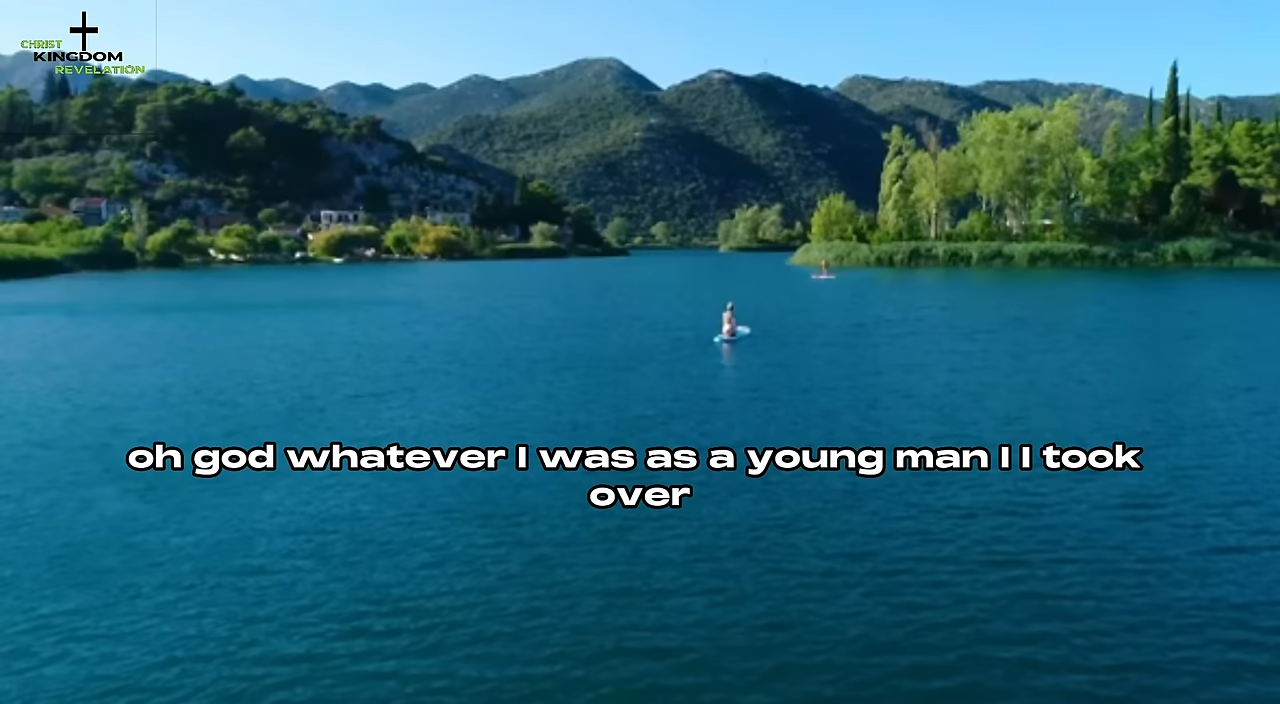 CHRIST
KINGDOM
REVELATION
oh god whatever I was as a young man I I took
over